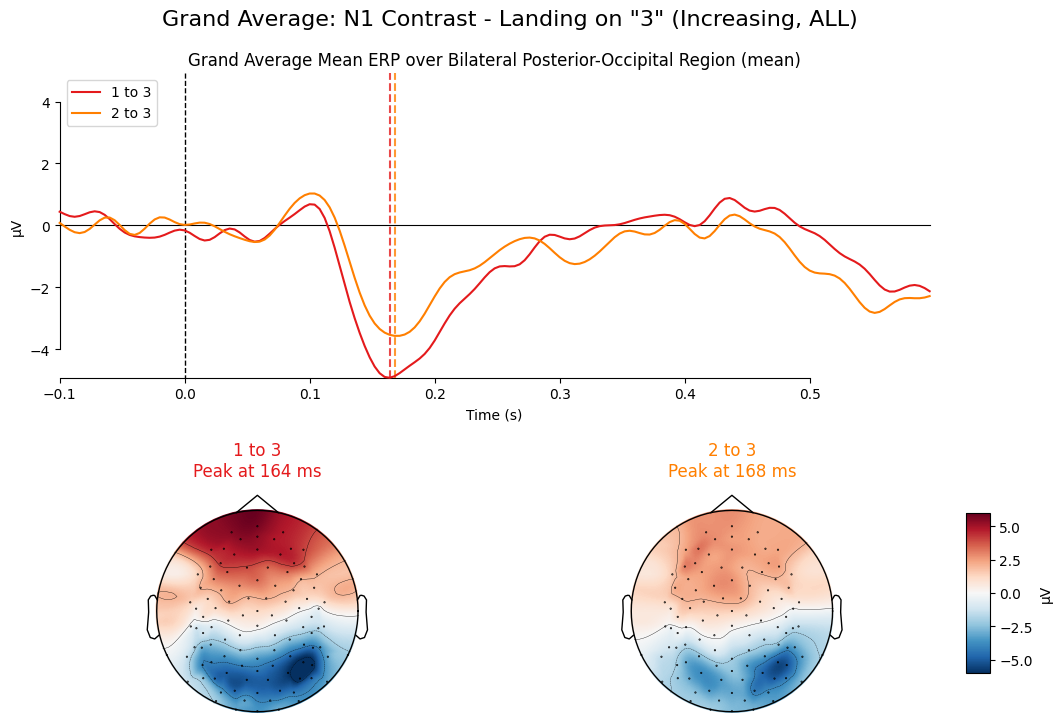 Grand Average: N1 Contrast - Landing on "3" (Increasing, ALL)
Grand Average Mean ERP over Bilateral Posterior-Occipital Region (mean)
1 to 3
2 to 3
4
2
0
−2
−4
µV
−0.1
0.0
0.1
0.2
0.3
0.4
0.5
Time (s)
1 to 3
Peak at 164 ms
2 to 3
Peak at 168 ms
5.0
2.5
0.0
−2.5
−5.0
µV